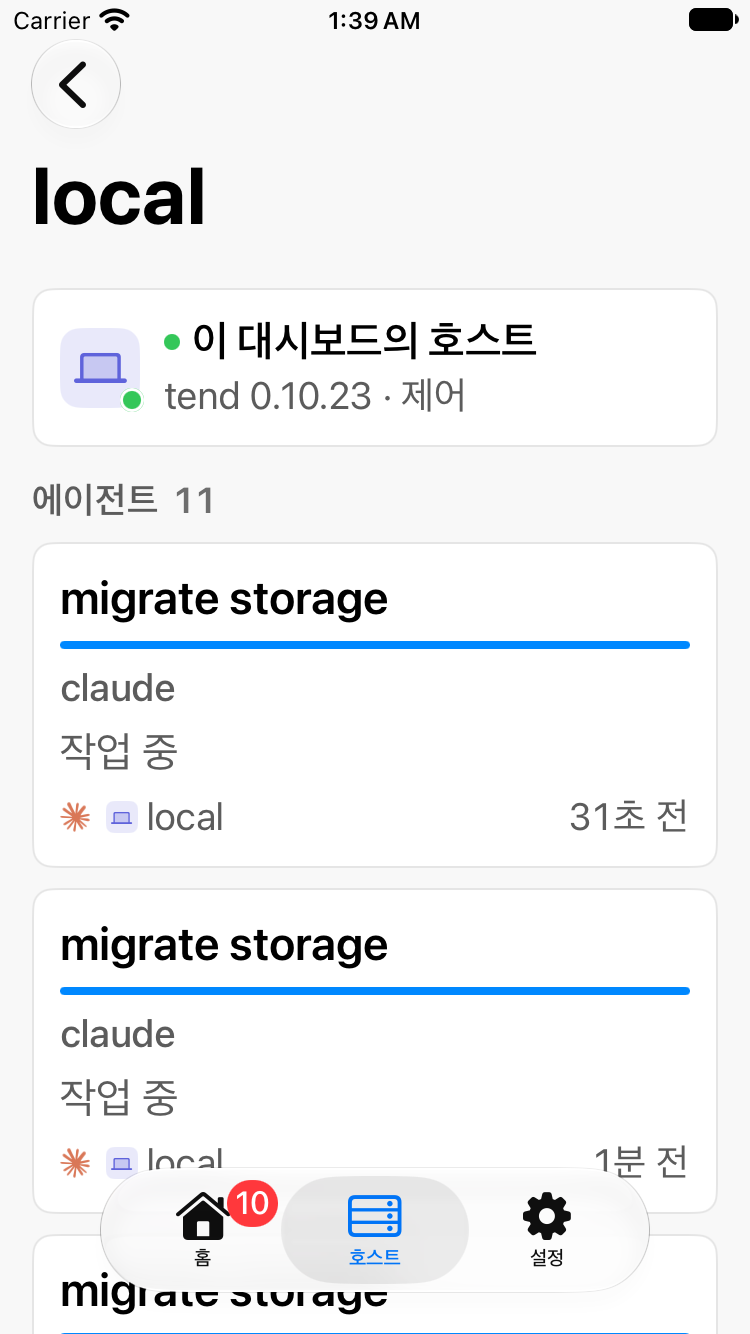 Carrier 1:39 AM
local
이 대시보드의 호스트
tend 0.10.23 · 제어
에이전트 11
migrate storage
claude
작업 중
local 31초 전
migrate storage
claude
작업 중
local 1분 전
migrate storage
10
홈 호스트 설정